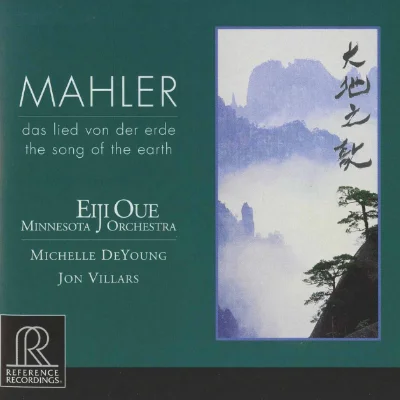 MAHLER
das lied von der erde
the song of the earth
EIJI OUE
MINNESOTA ORCHESTRA
MICHELLE DEYOUNG
JON VILLARS
大地之歌
RR
REFERENCE
RECORDINGS®